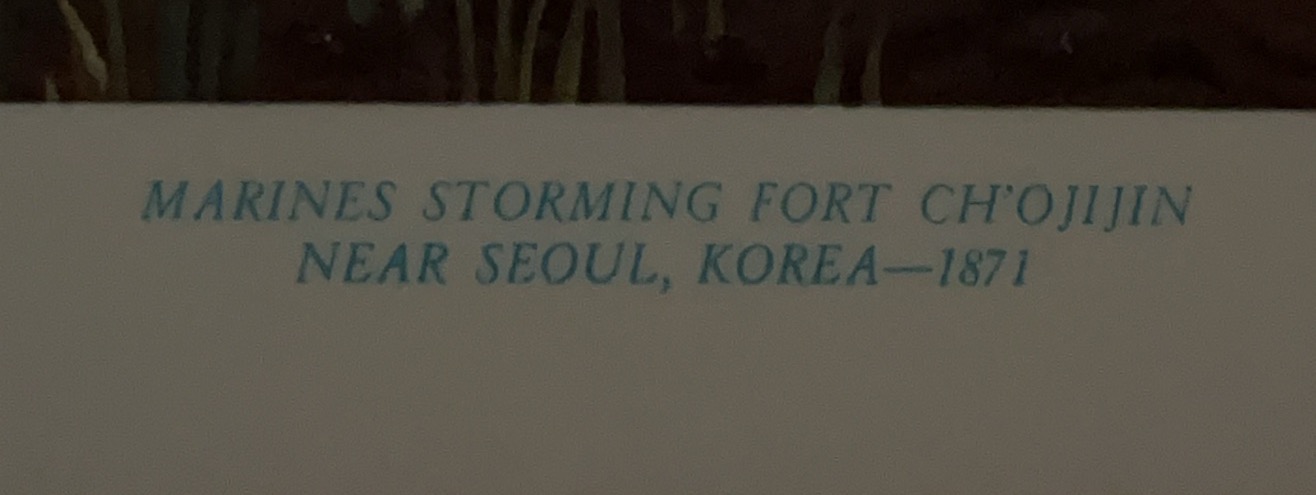 MARINES STORMING FORT CH'OJIJIN
NEAR SEOUL, KOREA—1871